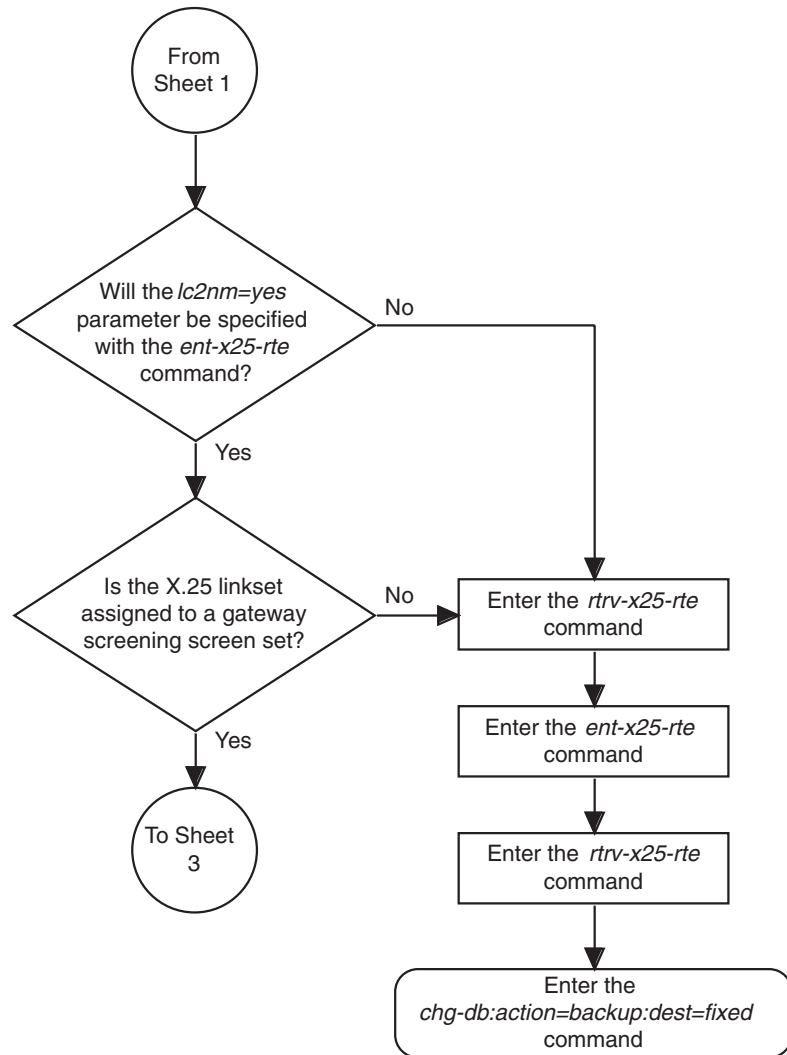 From
Sheet 1
Will the lc2nm=yes
parameter be specified
with the ent-x25-rte
command?
No
Yes
Is the X.25 linkset
assigned to a gateway
screening screen set?
No
Yes
To Sheet
3
Enter the rtrv-x25-rte
command
Enter the ent-x25-rte
command
Enter the rtrv-x25-rte
command
Enter the
chg-db:action=backup:dest=fixed
command